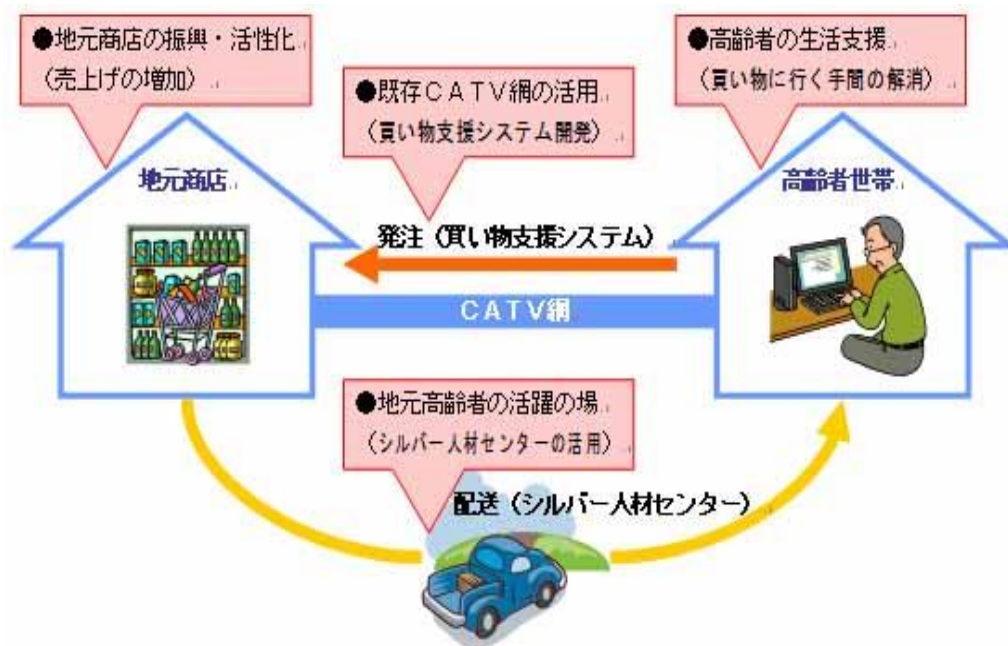 ●地元商店の振興・活性化
(売上げの増加)
●既存CATV網の活用
(買い物支援システム開発)
●高齢者の生活支援
(買い物に行く手間の解消)
地元商店
高齢者世帯
発注(買い物支援システム)
CATV網
●地元高齢者の活躍の場
(シルバー人材センターの活用)
配送(シルバー人材センター)